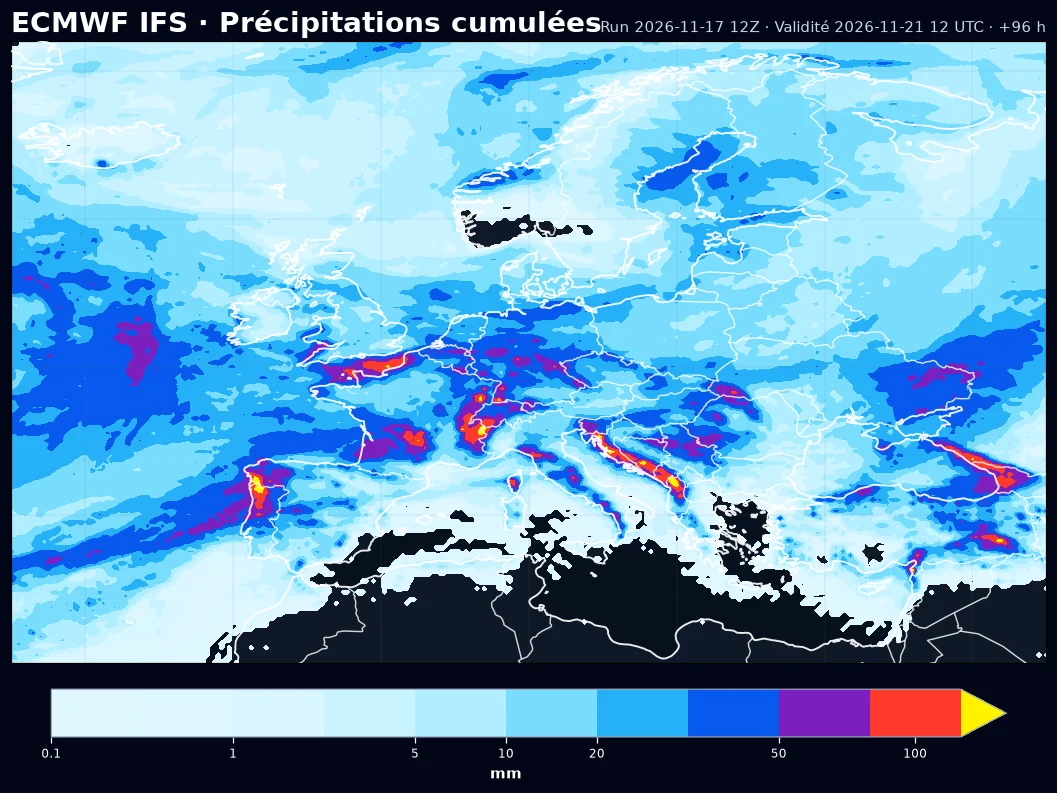 ECMWF IFS · Précipitations cumulées
Run 2026-11-17 12Z · Validité 2026-11-21 12 UTC · +96 h
0.1 1 5 10 20 50 100
mm